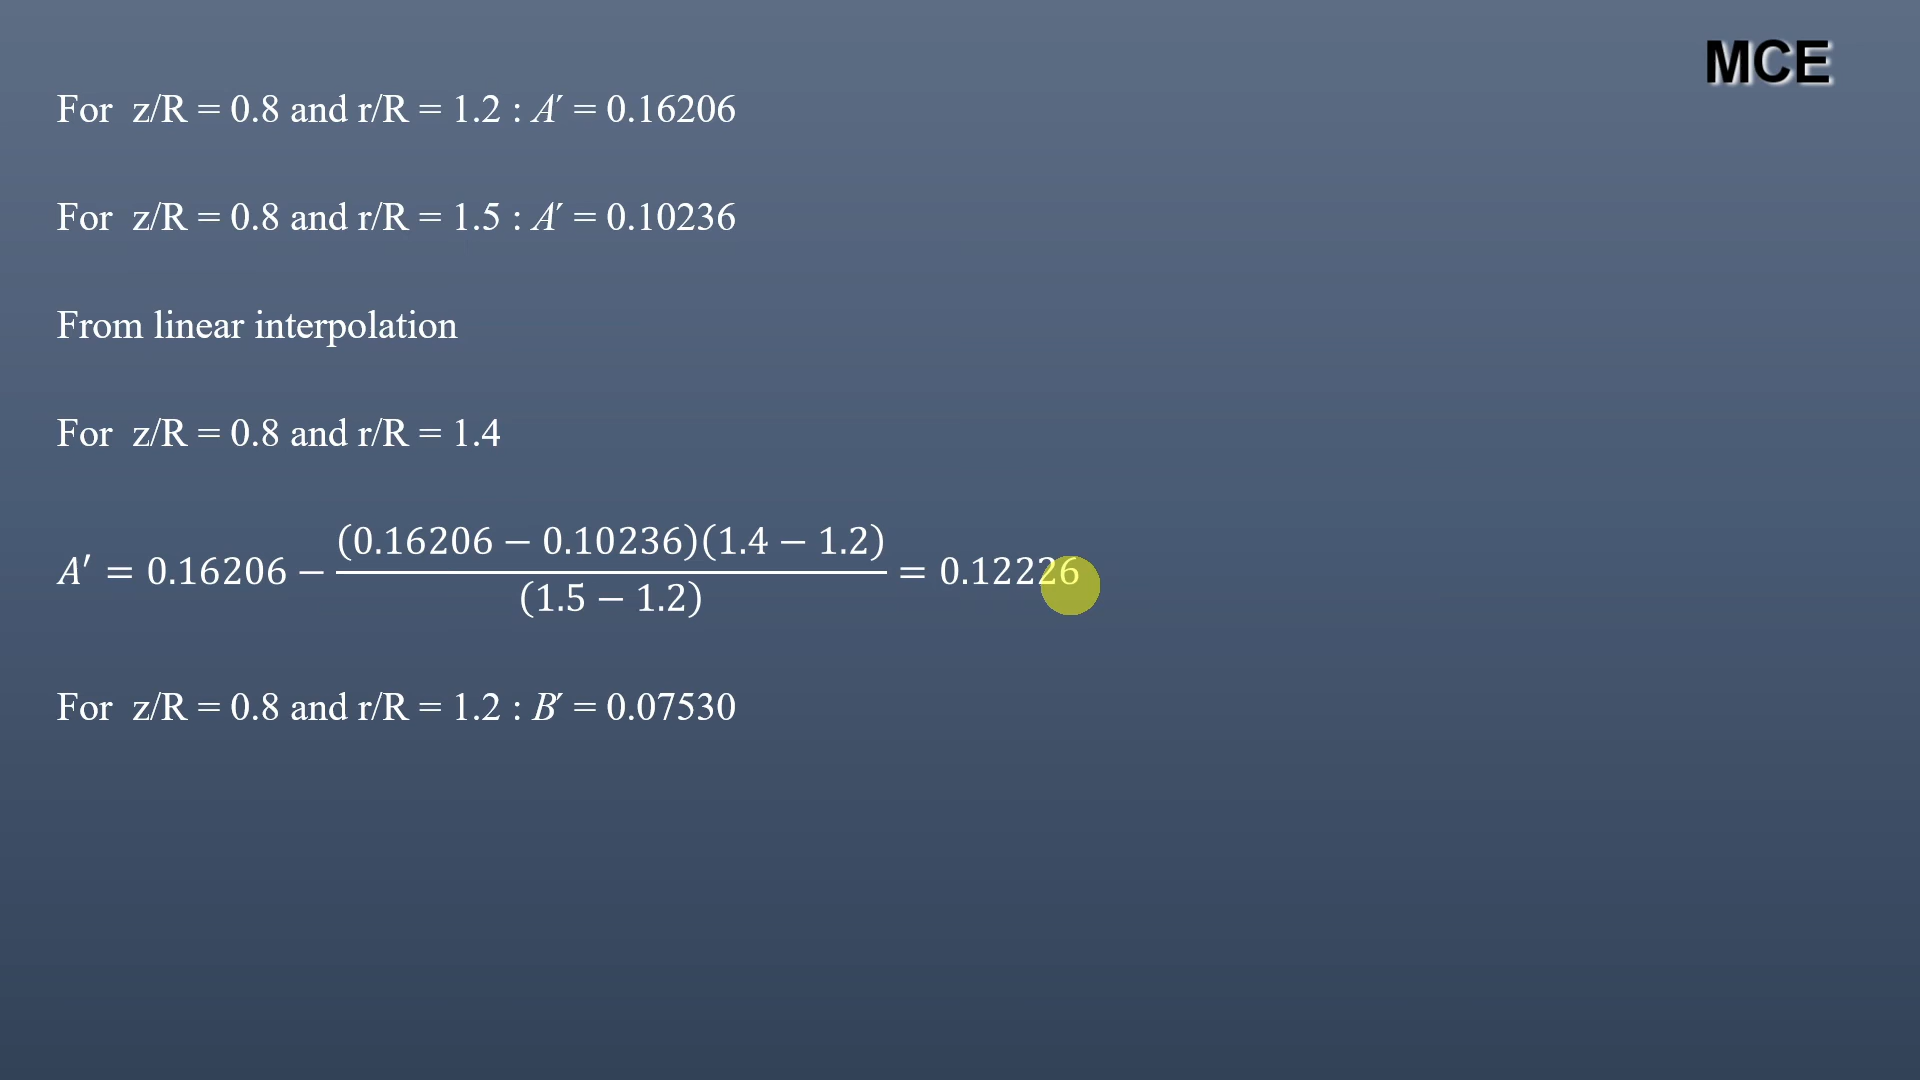 MCE
For z/R = 0.8 and r/R = 1.2 : A′ = 0.16206
For z/R = 0.8 and r/R = 1.5 : A′ = 0.10236
From linear interpolation
For z/R = 0.8 and r/R = 1.4
A′ = 0.16206 − (0.16206 − 0.10236)(1.4 − 1.2) / (1.5 − 1.2) = 0.12226
For z/R = 0.8 and r/R = 1.2 : B′ = 0.07530